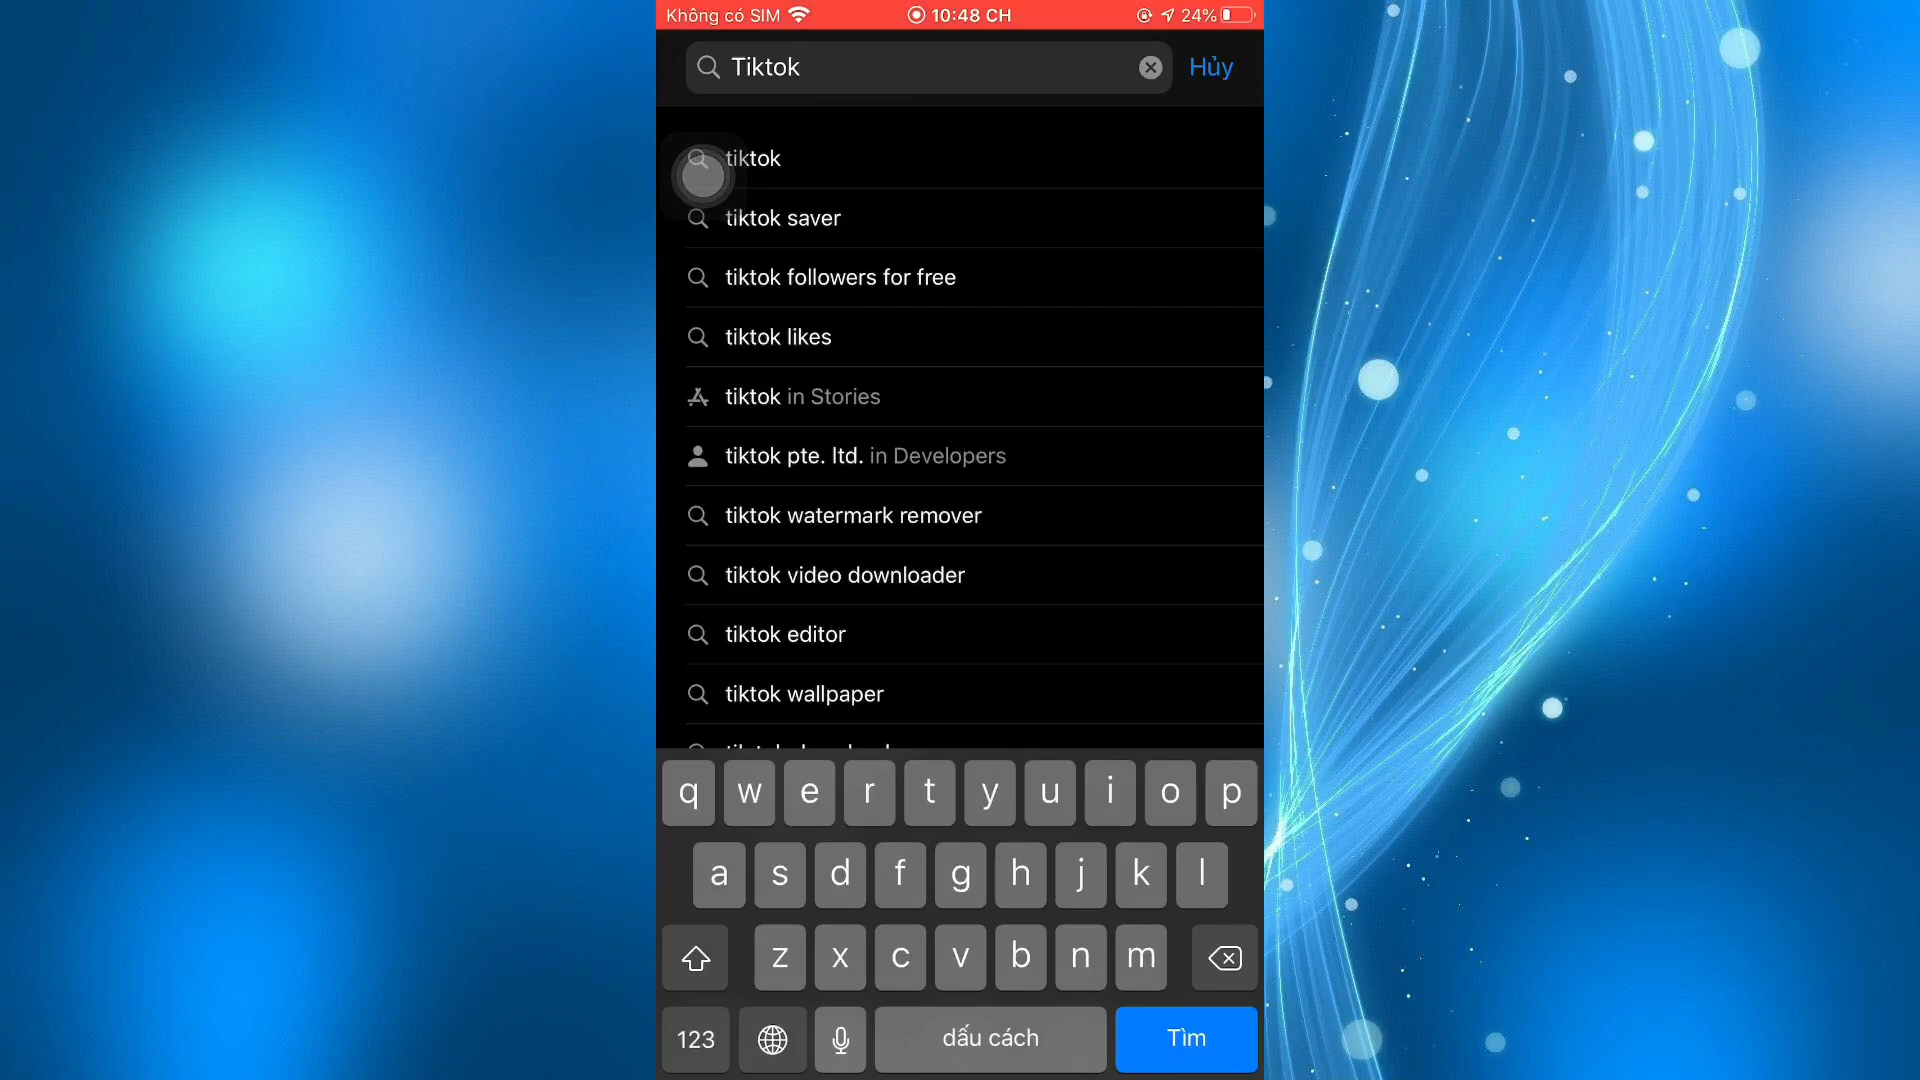 Không có SIM 10:48 CH 24%
Tiktok Hủy
tiktok
tiktok saver
tiktok followers for free
tiktok likes
tiktok in Stories
tiktok pte. ltd. in Developers
tiktok watermark remover
tiktok video downloader
tiktok editor
tiktok wallpaper
q w e r t y u i o p
a s d f g h j k l
z x c v b n m
123 dấu cách Tìm